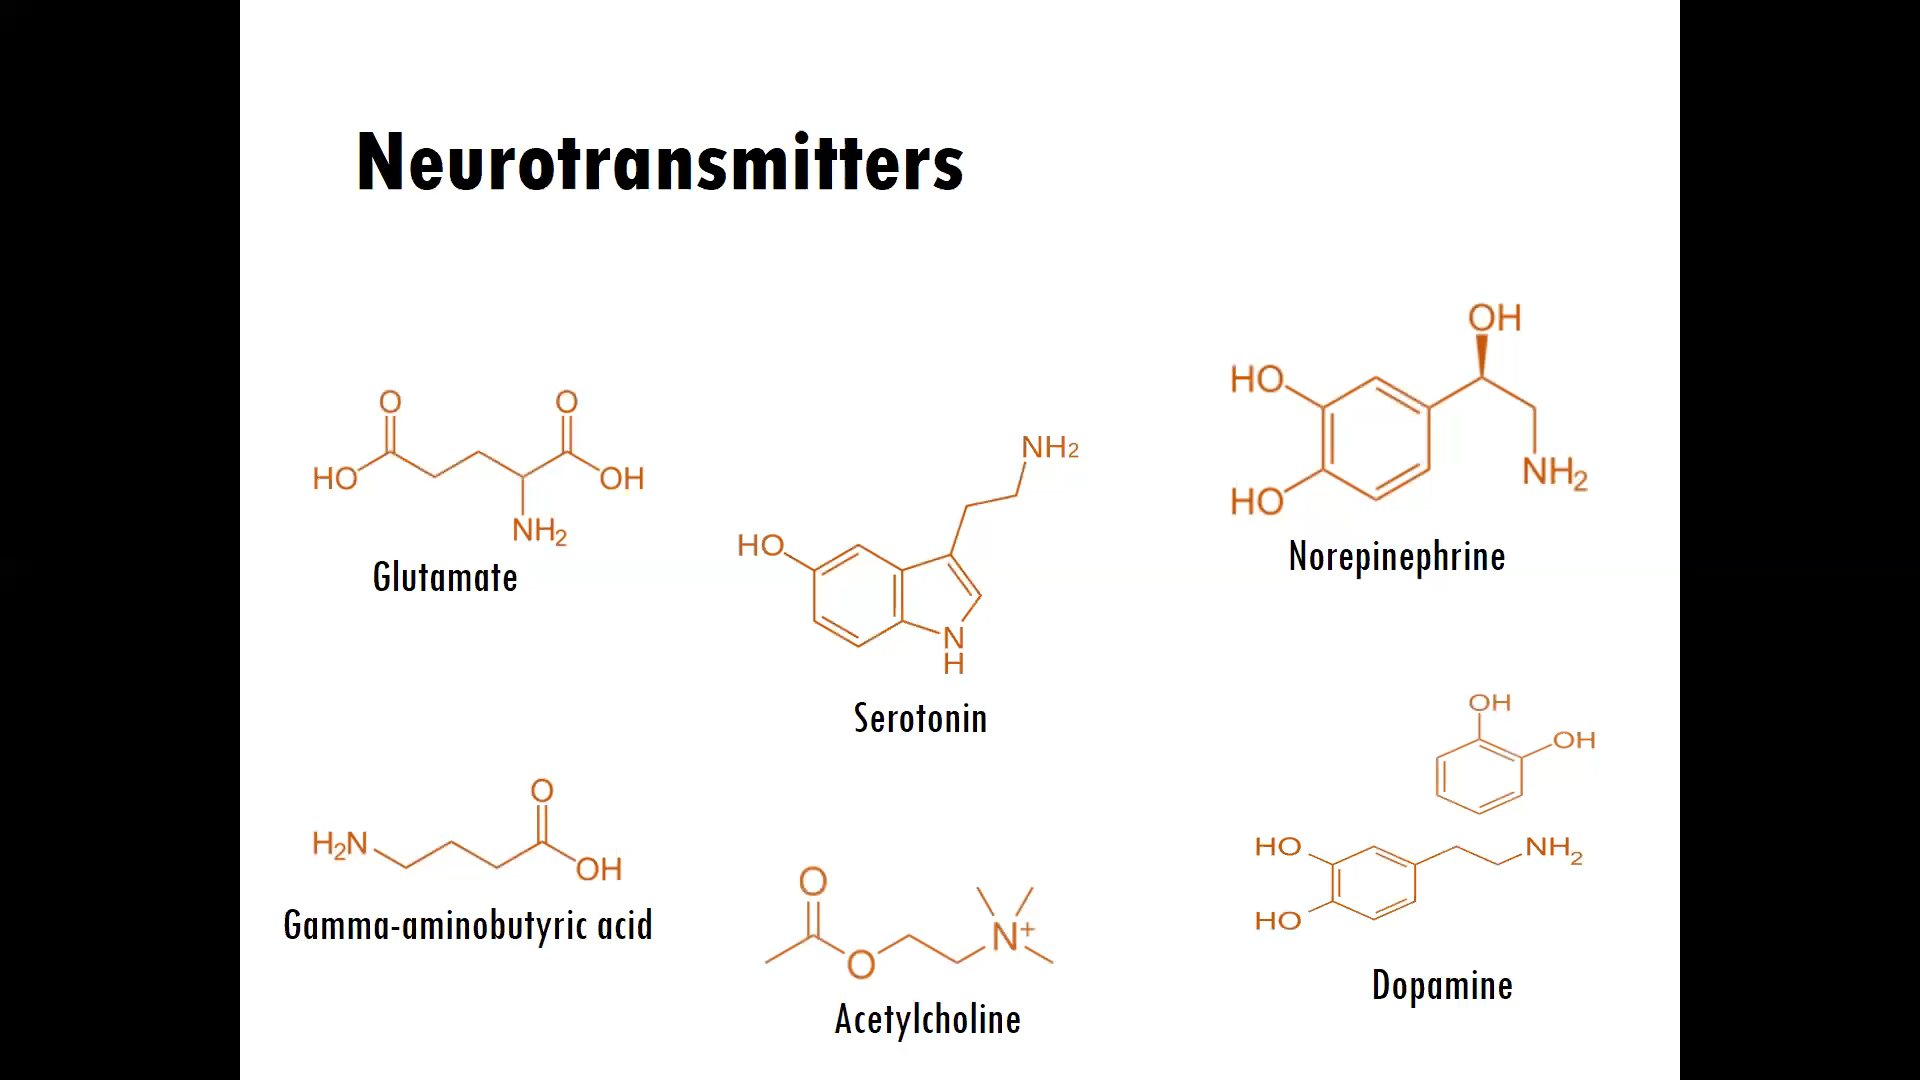 Neurotransmitters
O
O
HO
OH
NH2
Glutamate
NH2
HO
N
H
Serotonin
OH
HO
HO
NH2
Norepinephrine
O
H2N
OH
Gamma-aminobutyric acid
O
O
N+
Acetylcholine
OH
OH
HO
HO
NH2
Dopamine